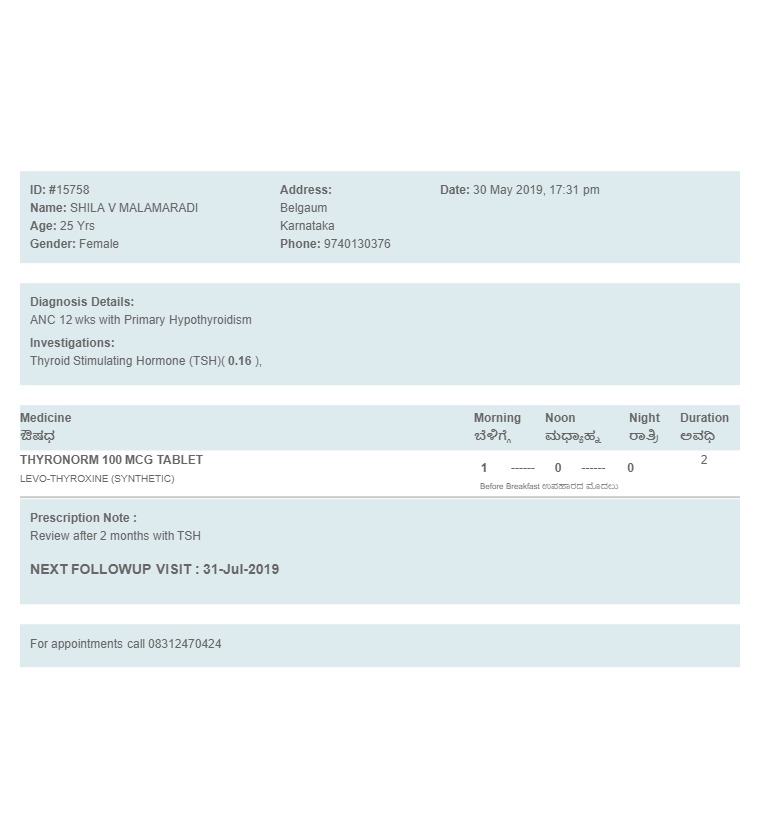 ID: #15758
Name: SHILA V MALAMARADI
Age: 25 Yrs
Gender: Female
Address:
Belgaum
Karnataka
Phone: 9740130376
Date: 30 May 2019, 17:31 pm
Diagnosis Details:
ANC 12 wks with Primary Hypothyroidism
Investigations:
Thyroid Stimulating Hormone (TSH)( 0.16 ),
Medicine Morning Noon Night Duration
ಔಷಧ ಬೆಳಿಗ್ಗೆ ಮಧ್ಯಾಹ್ನ ರಾತ್ರಿ ಅವಧಿ
THYRONORM 100 MCG TABLET 1 ------ 0 ------ 0 2
LEVO-THYROXINE (SYNTHETIC) Before Breakfast ಉಪಹಾರದ ಮೊದಲು
Prescription Note :
Review after 2 months with TSH
NEXT FOLLOWUP VISIT : 31-Jul-2019
For appointments call 08312470424